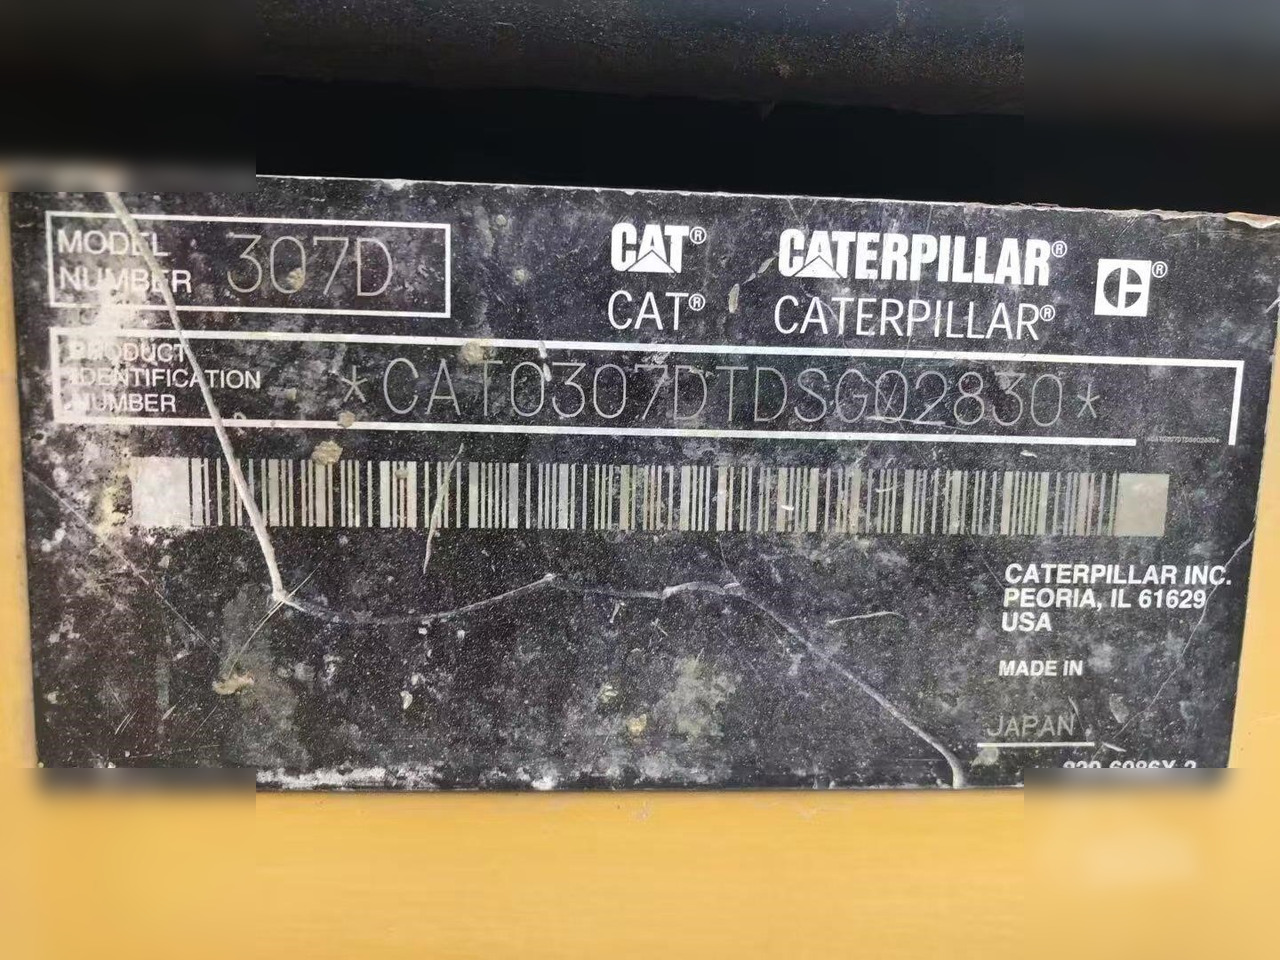 MODEL NUMBER 307D
CAT® CATERPILLAR®
CAT® CATERPILLAR®
PRODUCT IDENTIFICATION NUMBER *CAT0307DTDSG02830*
CATERPILLAR INC.
PEORIA, IL 61629
USA
MADE IN
JAPAN